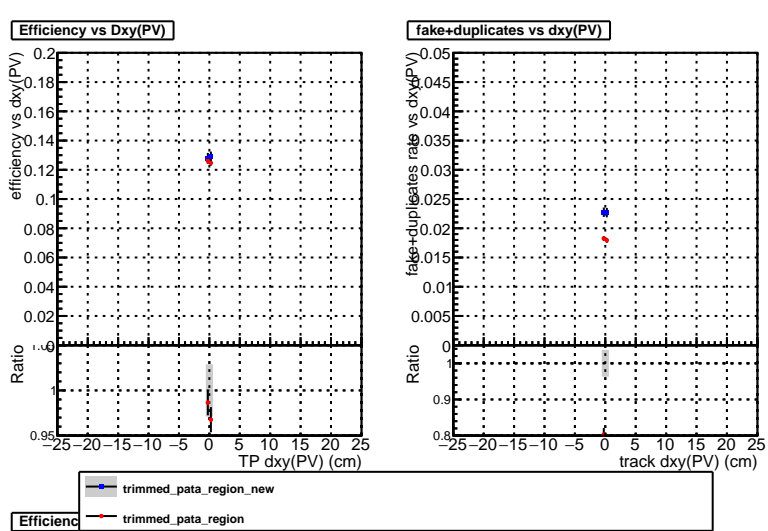 Efficiency vs Dxy(PV)
efficiency vs dxy(PV)
0.2
0.18
0.16
0.14
0.12
0.1
0.08
0.06
0.04
0.02
0
Ratio
1
0.95
−25 −20 −15 −10 −5 0 5 10 15 20 25
TP dxy(PV) (cm)
fake+duplicates vs dxy(PV)
fake+duplicates rate vs dxy(PV)
0.05
0.045
0.04
0.035
0.03
0.025
0.02
0.015
0.01
0.005
0
Ratio
1
0.9
0.8
−25 −20 −15 −10 −5 0 5 10 15 20 25
track dxy(PV) (cm)
trimmed_pata_region_new
trimmed_pata_region
Efficienc